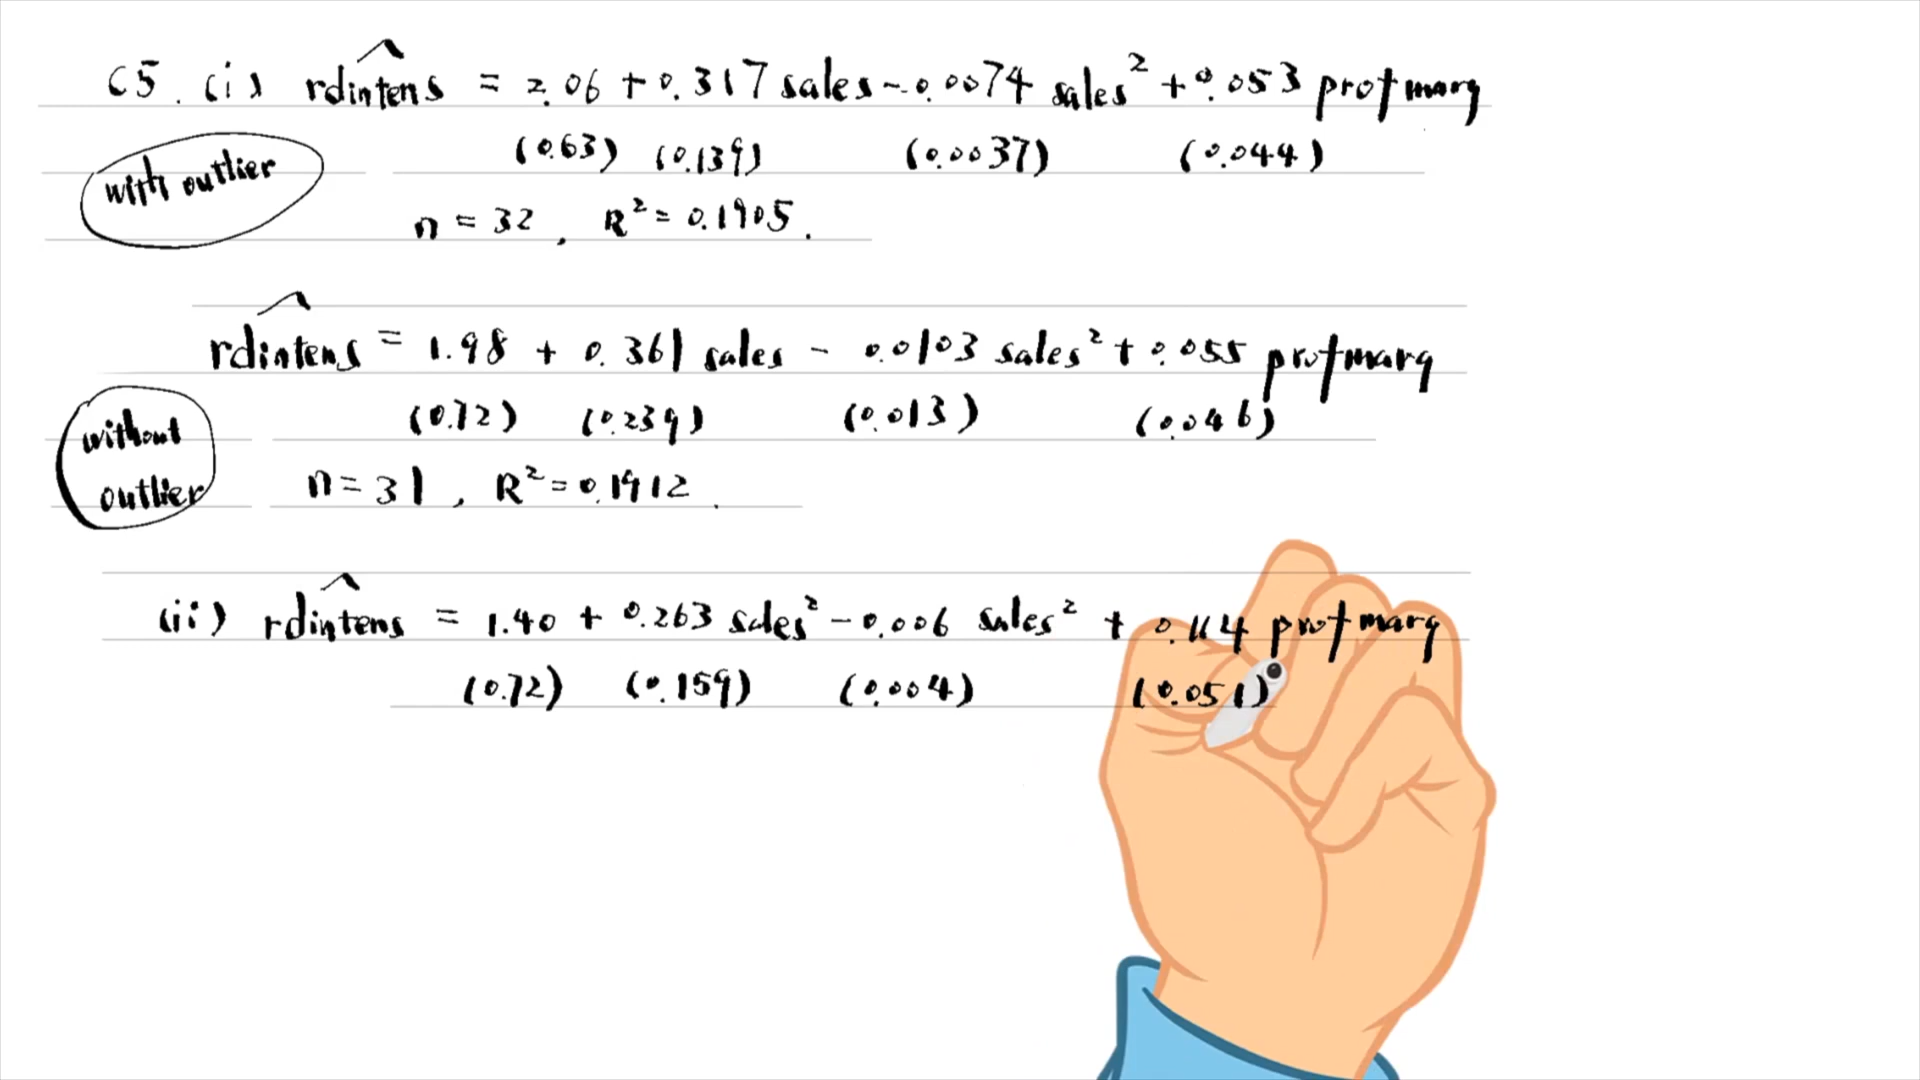 C5. (i) rdintens = 2.06 + 0.317 sales - 0.0074 sales² + 0.053 profmarg
(0.63) (0.139) (0.0037) (0.044)
with outlier
n = 32, R² = 0.1905.
rdintens = 1.98 + 0.361 sales - 0.0103 sales² + 0.055 profmarg
(0.72) (0.239) (0.013) (0.046)
without
outlier
n = 31, R² = 0.1912.
(ii) rdintens = 1.40 + 0.263 sales² - 0.006 sales² + 0.114 profmarg
(0.72) (0.159) (0.004) (0.051)